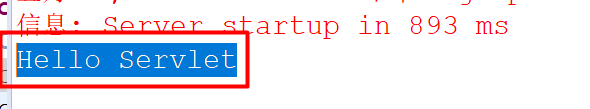 信息: Server startup in 893 ms
Hello Servlet